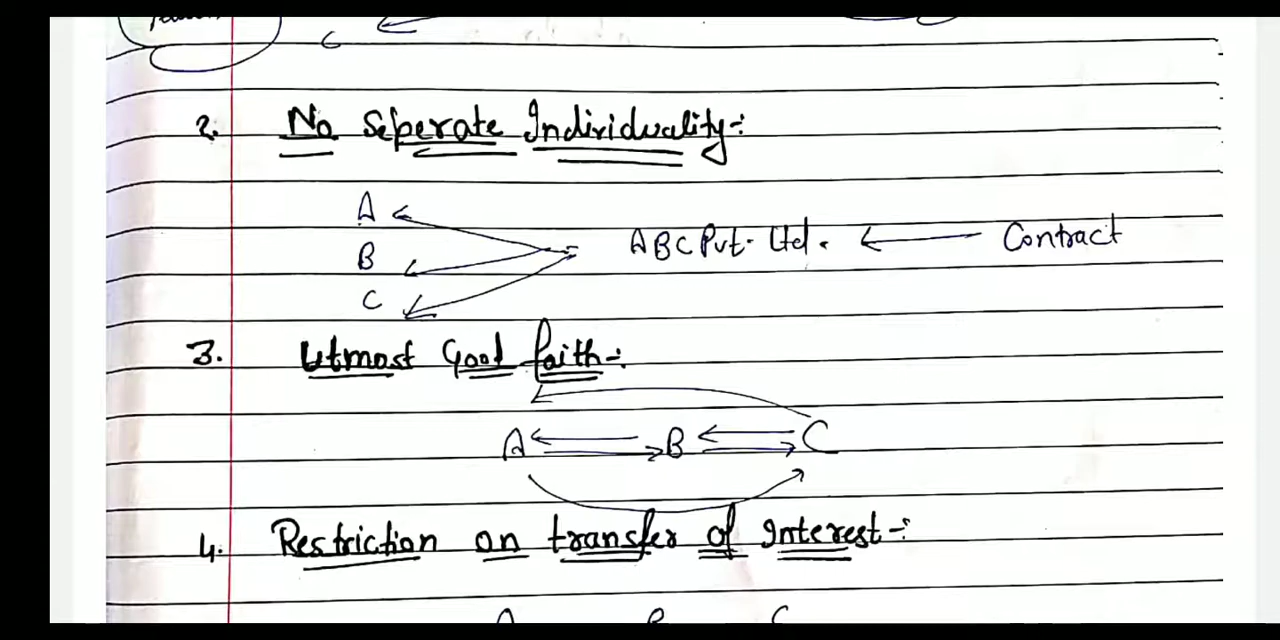 2. No Seperate Individuality:-
A
B
C
ABC Pvt. Ltd. Contract
3. Utmost Good faith:-
A B C
4. Restriction on transfer of Interest:-
A B C